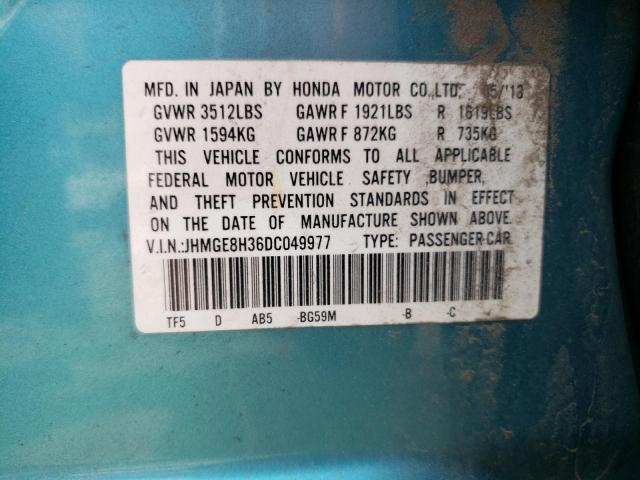 MFD. IN JAPAN BY HONDA MOTOR CO.,LTD. 05/'13
GVWR 3512LBS GAWR F 1921LBS R 1619LBS
GVWR 1594KG GAWR F 872KG R 735KG
THIS VEHICLE CONFORMS TO ALL APPLICABLE
FEDERAL MOTOR VEHICLE SAFETY ,BUMPER,
AND THEFT PREVENTION STANDARDS IN EFFECT
ON THE DATE OF MANUFACTURE SHOWN ABOVE.
V.I.N.:JHMGE8H36DC049977 TYPE: PASSENGER-CAR
TF5 D AB5 -BG59M -B -C